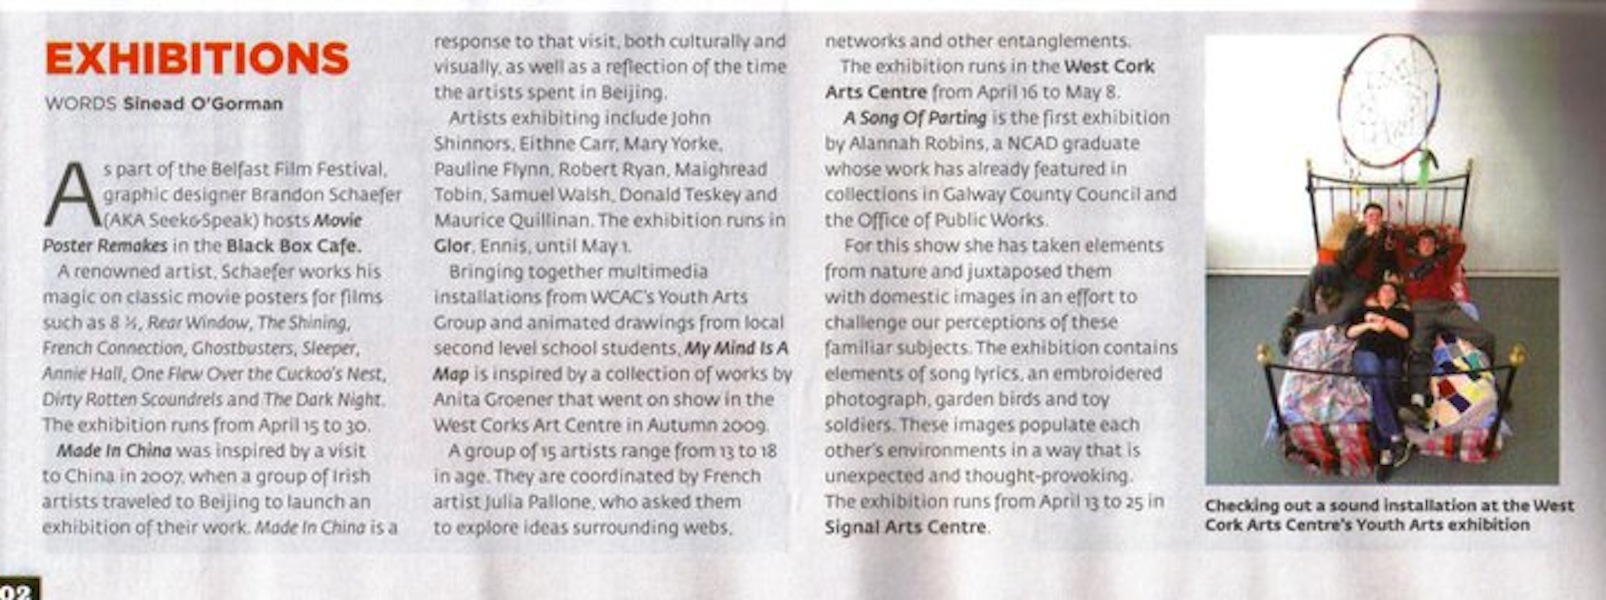 EXHIBITIONS
WORDS Sinead O'Gorman
As part of the Belfast Film Festival,
graphic designer Brandon Schaefer
(AKA Seek&Speak) hosts Movie
Poster Remakes in the Black Box Cafe.
A renowned artist, Schaefer works his
magic on classic movie posters for films
such as 8 ½, Rear Window, The Shining,
French Connection, Ghostbusters, Sleeper,
Annie Hall, One Flew Over the Cuckoo's Nest,
Dirty Rotten Scoundrels and The Dark Night.
The exhibition runs from April 15 to 30.
Made In China was inspired by a visit
to China in 2007, when a group of Irish
artists traveled to Beijing to launch an
exhibition of their work. Made In China is a
response to that visit, both culturally and
visually, as well as a reflection of the time
the artists spent in Beijing.
Artists exhibiting include John
Shinnors, Eithne Carr, Mary Yorke,
Pauline Flynn, Robert Ryan, Maighread
Tobin, Samuel Walsh, Donald Teskey and
Maurice Quillinan. The exhibition runs in
Glor, Ennis, until May 1.
Bringing together multimedia
installations from WCAC's Youth Arts
Group and animated drawings from local
second level school students, My Mind Is A
Map is inspired by a collection of works by
Anita Groener that went on show in the
West Corks Art Centre in Autumn 2009.
A group of 15 artists range from 13 to 18
in age. They are coordinated by French
artist Julia Pallone, who asked them
to explore ideas surrounding webs,
networks and other entanglements.
The exhibition runs in the West Cork
Arts Centre from April 16 to May 8.
A Song Of Parting is the first exhibition
by Alannah Robins, a NCAD graduate
whose work has already featured in
collections in Galway County Council and
the Office of Public Works.
For this show she has taken elements
from nature and juxtaposed them
with domestic images in an effort to
challenge our perceptions of these
familiar subjects. The exhibition contains
elements of song lyrics, an embroidered
photograph, garden birds and toy
soldiers. These images populate each
other's environments in a way that is
unexpected and thought-provoking.
The exhibition runs from April 13 to 25 in
Signal Arts Centre.
Checking out a sound installation at the West
Cork Arts Centre's Youth Arts exhibition
02